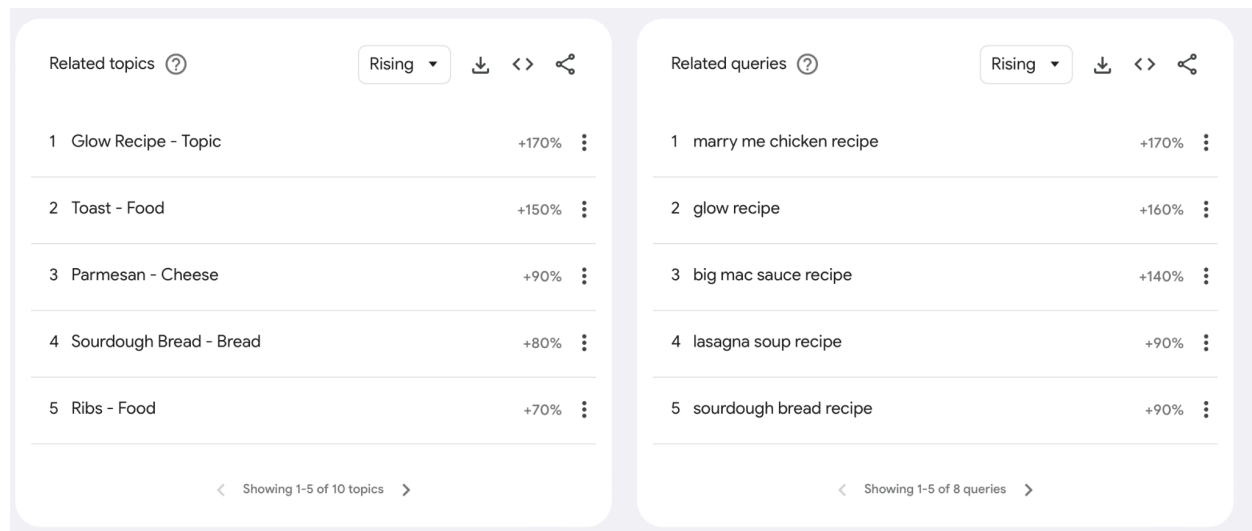 Related topics
Rising
1 Glow Recipe - Topic +170%
2 Toast - Food +150%
3 Parmesan - Cheese +90%
4 Sourdough Bread - Bread +80%
5 Ribs - Food +70%
Showing 1-5 of 10 topics
Related queries
Rising
1 marry me chicken recipe +170%
2 glow recipe +160%
3 big mac sauce recipe +140%
4 lasagna soup recipe +90%
5 sourdough bread recipe +90%
Showing 1-5 of 8 queries